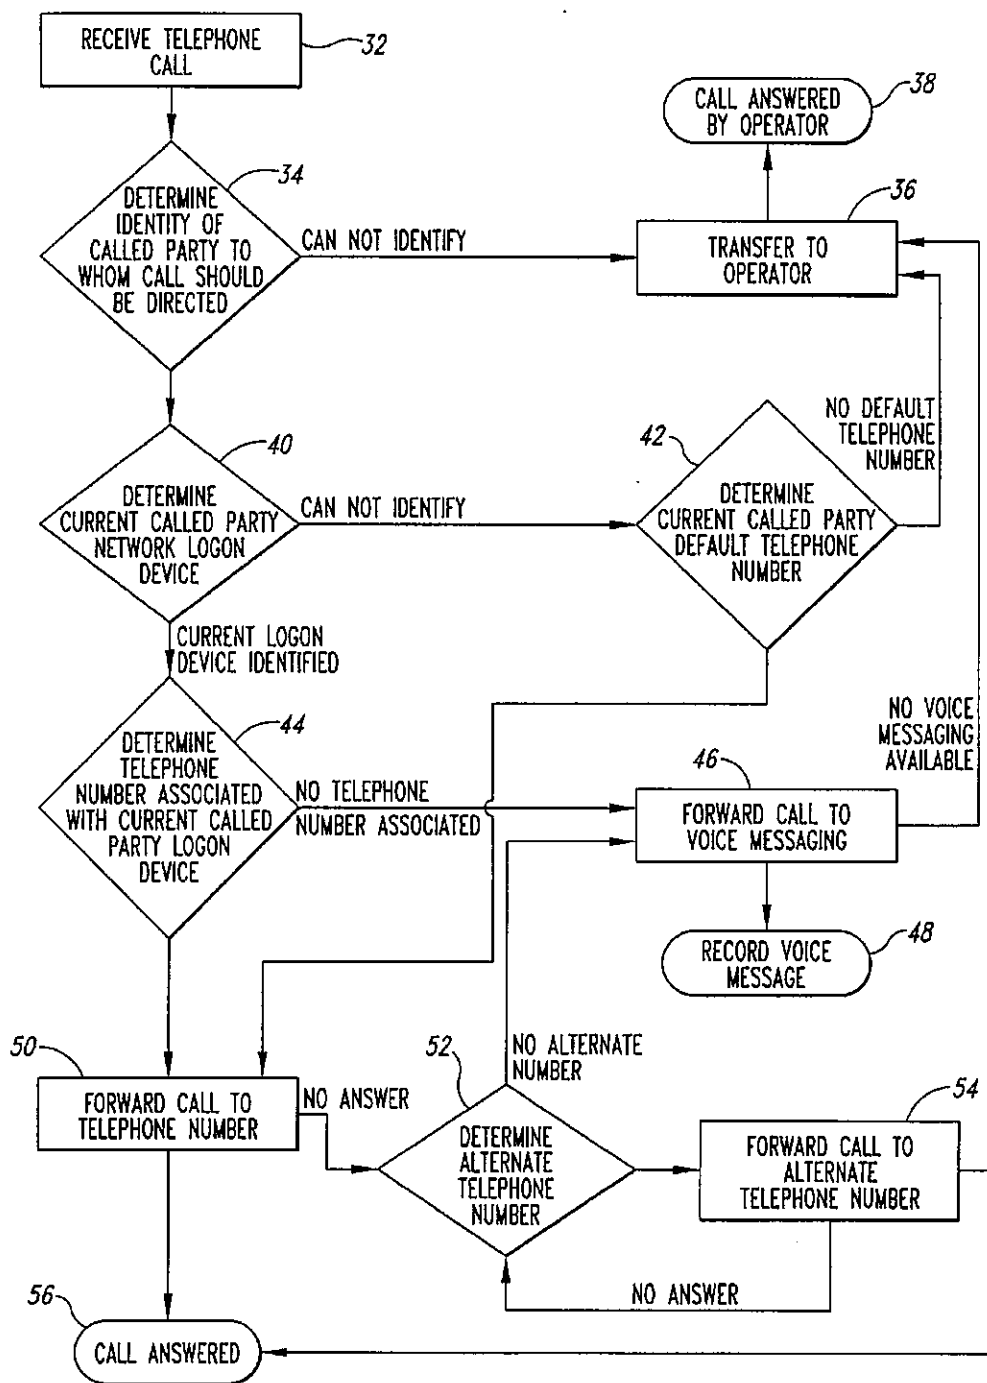 RECEIVE TELEPHONE
CALL
32
CALL ANSWERED
BY OPERATOR
38
34
DETERMINE
IDENTITY OF
CALLED PARTY TO
WHOM CALL SHOULD
BE DIRECTED
CAN NOT IDENTIFY
36
TRANSFER TO
OPERATOR
40
DETERMINE
CURRENT CALLED PARTY
NETWORK LOGON
DEVICE
CAN NOT IDENTIFY
42
DETERMINE
CURRENT CALLED PARTY
DEFAULT TELEPHONE
NUMBER
NO DEFAULT
TELEPHONE
NUMBER
CURRENT LOGON
DEVICE IDENTIFIED
44
DETERMINE
TELEPHONE
NUMBER ASSOCIATED
WITH CURRENT CALLED
PARTY LOGON
DEVICE
NO TELEPHONE
NUMBER ASSOCIATED
46
FORWARD CALL TO
VOICE MESSAGING
NO VOICE
MESSAGING
AVAILABLE
RECORD VOICE
MESSAGE
48
50
FORWARD CALL TO
TELEPHONE NUMBER
NO ANSWER
52
NO ALTERNATE
NUMBER
DETERMINE
ALTERNATE
TELEPHONE
NUMBER
54
FORWARD CALL TO
ALTERNATE
TELEPHONE NUMBER
NO ANSWER
56
CALL ANSWERED